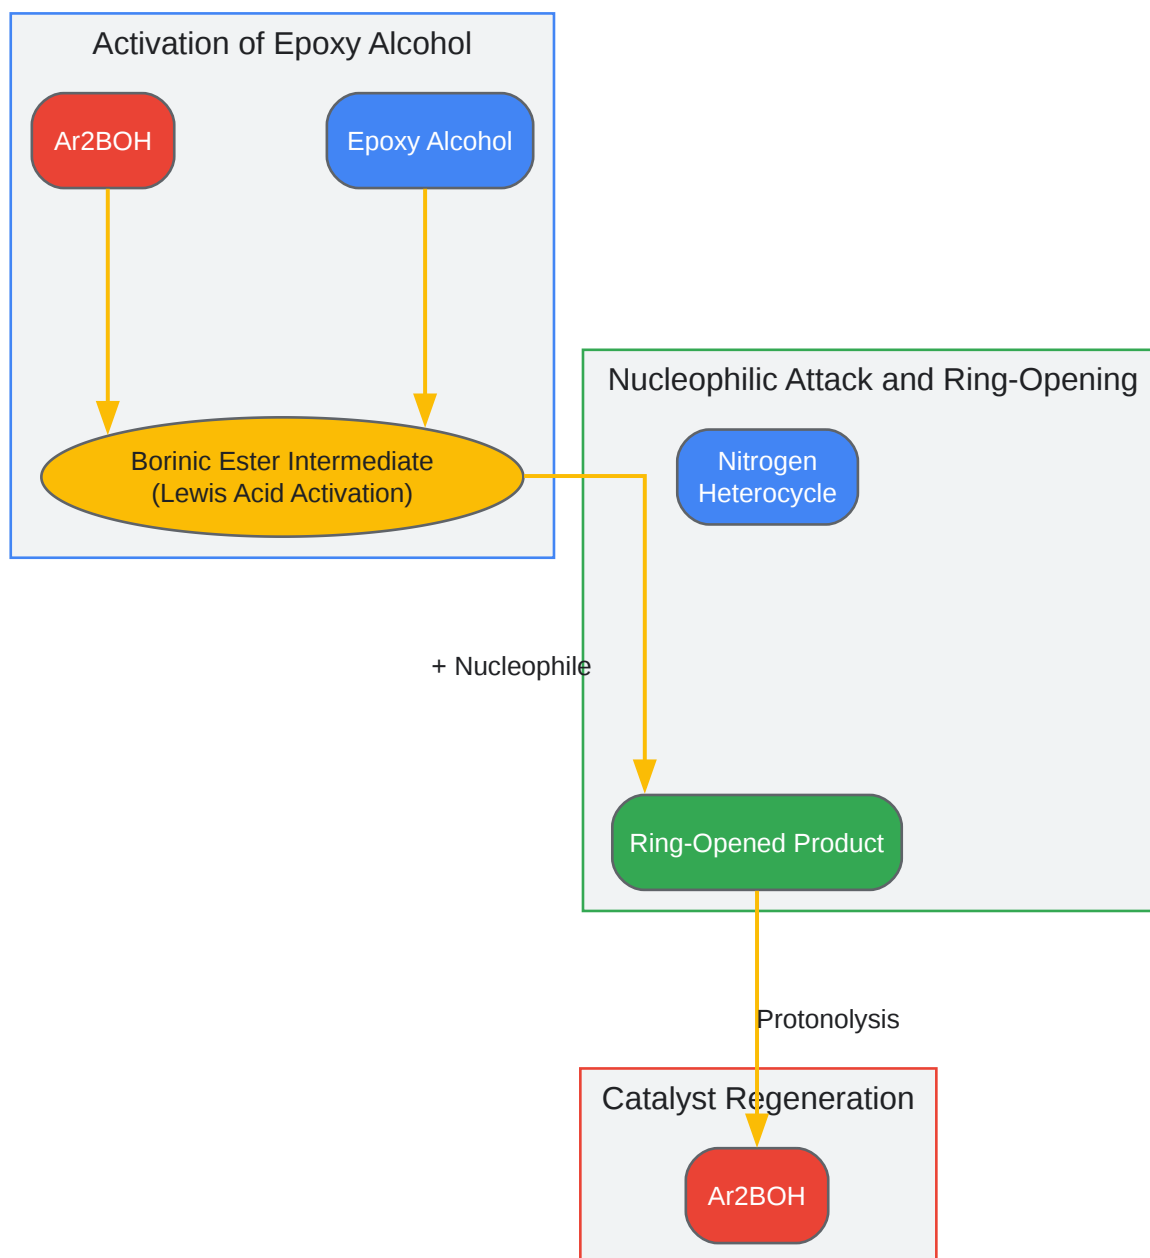 Activation of Epoxy Alcohol
Ar2BOH
Epoxy Alcohol
Borinic Ester Intermediate
(Lewis Acid Activation)
Nucleophilic Attack and Ring-Opening
Nitrogen
Heterocycle
+ Nucleophile
Ring-Opened Product
Protonolysis
Catalyst Regeneration
Ar2BOH